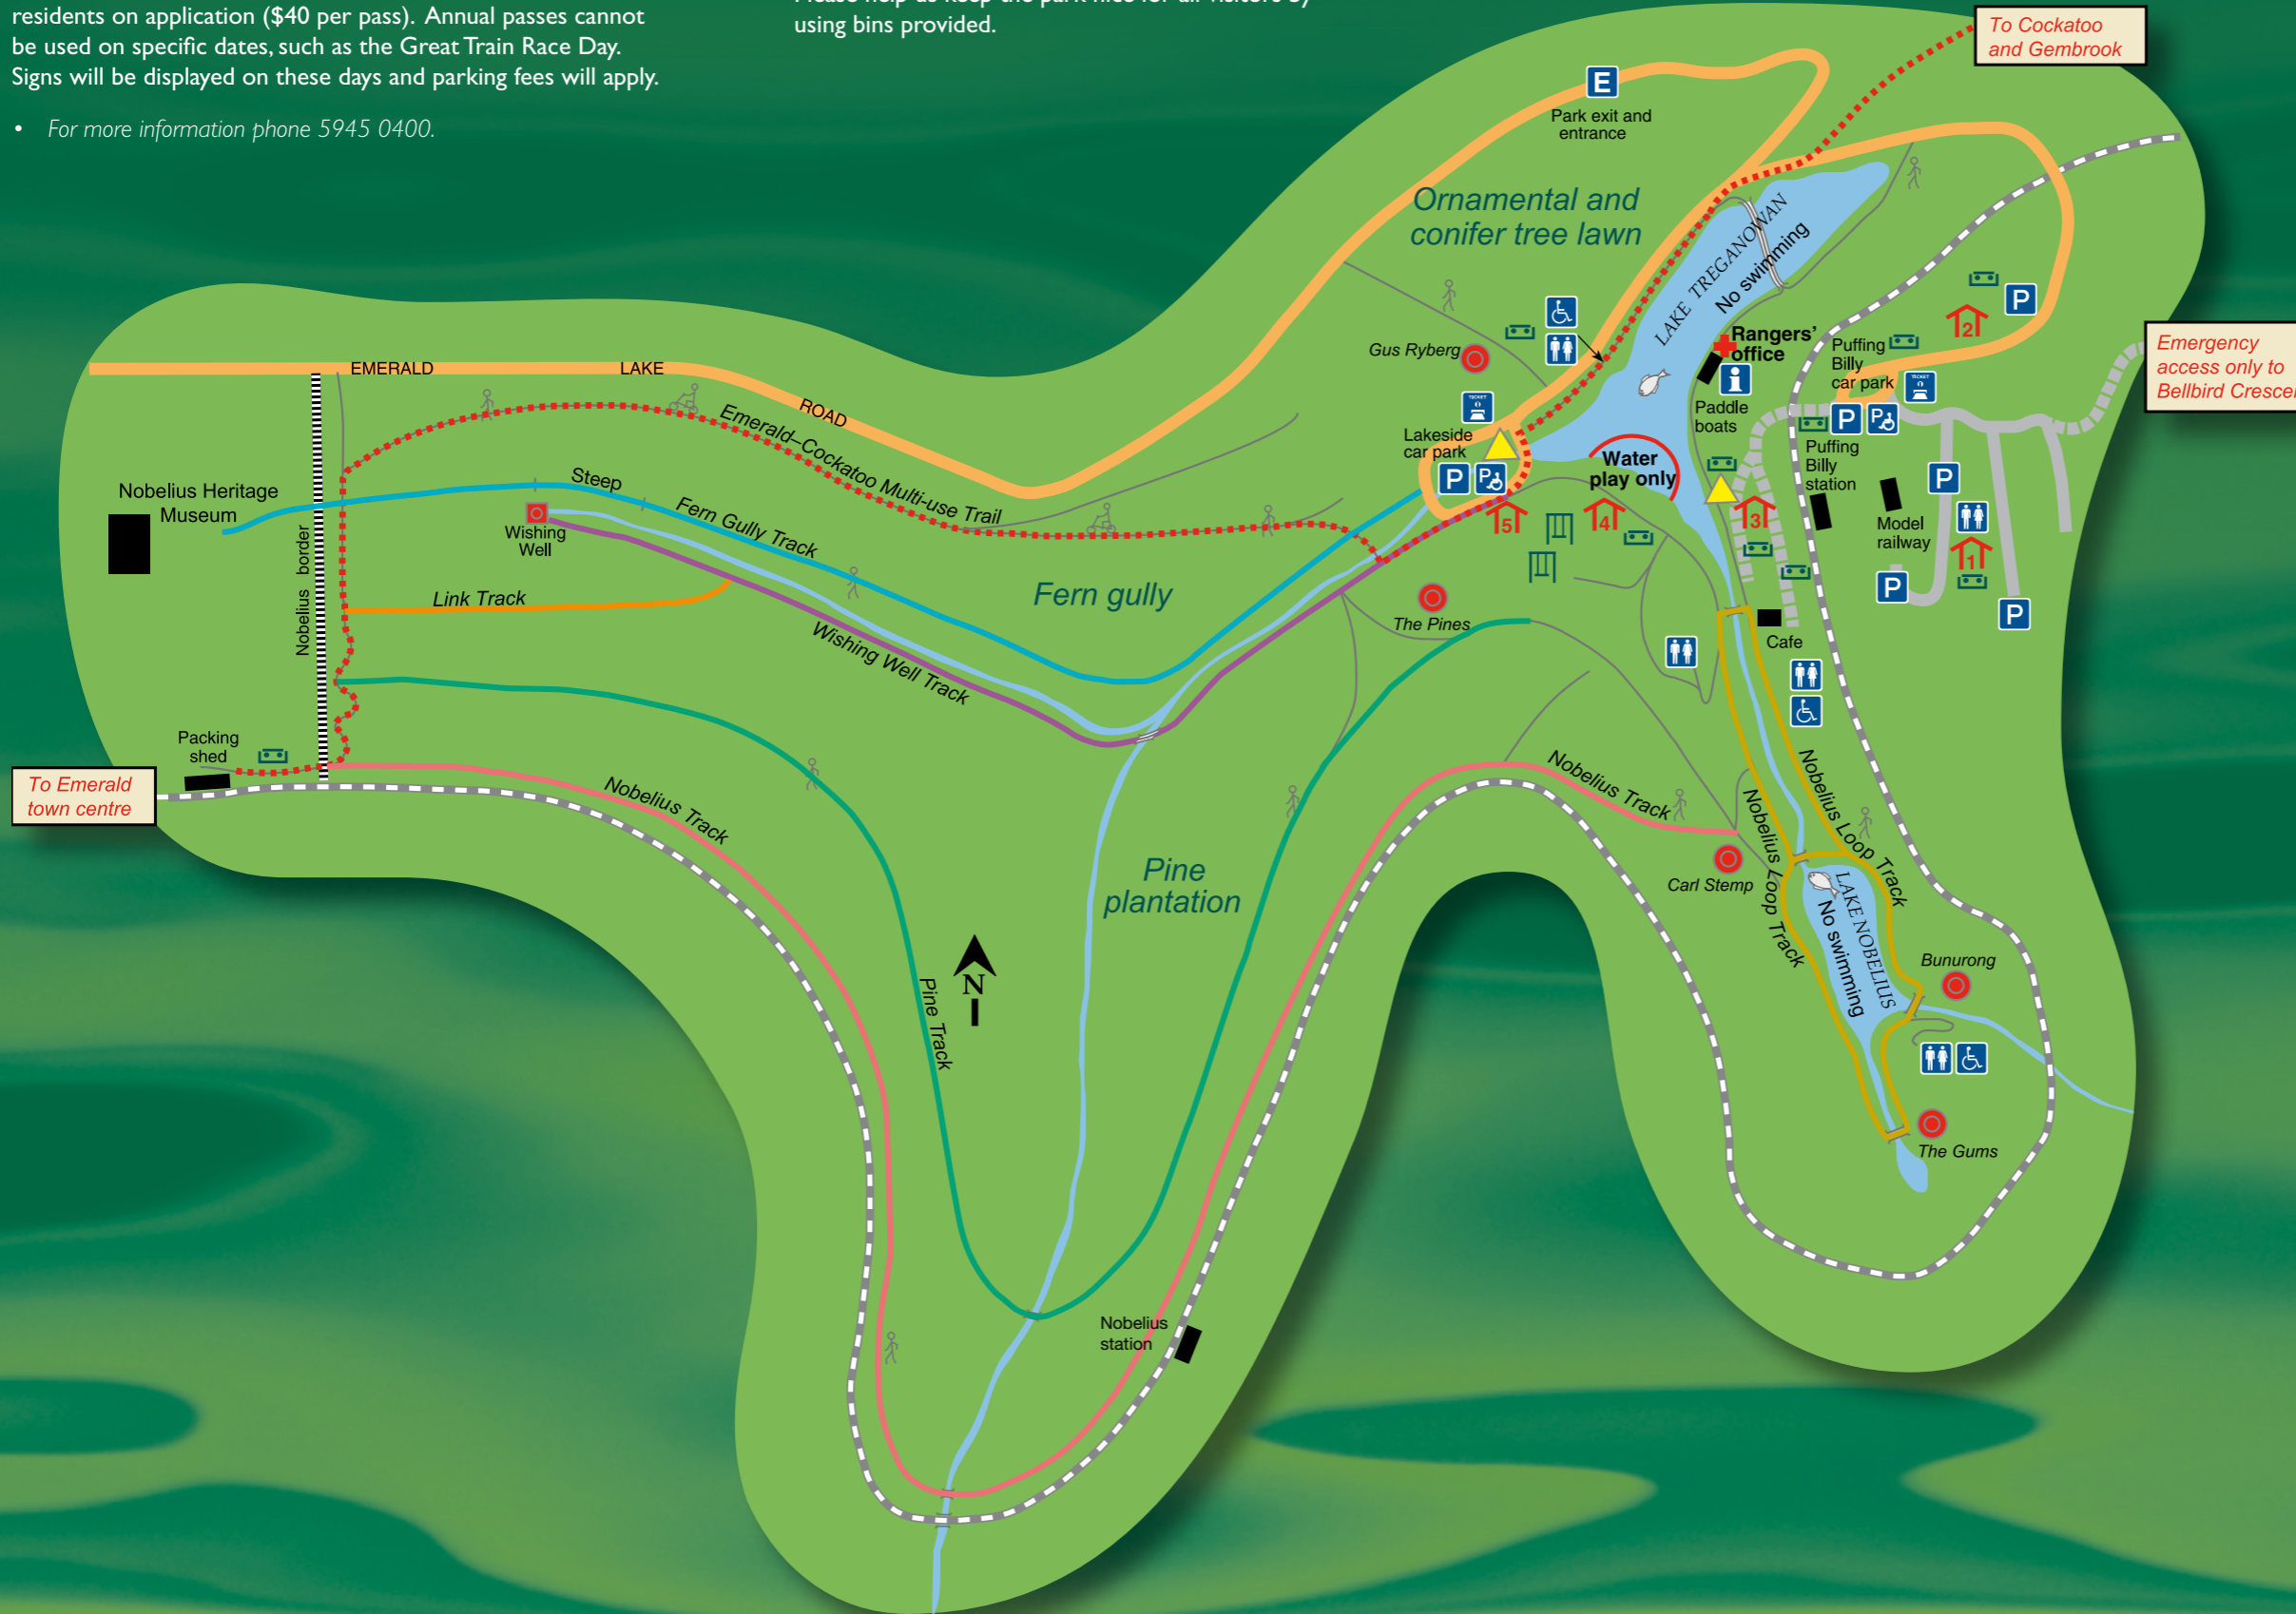 residents on application ($40 per pass). Annual passes cannot
be used on specific dates, such as the Great Train Race Day.
Signs will be displayed on these days and parking fees will apply.
• For more information phone 5945 0400.
using bins provided.
To Cockatoo
and Gembrook
E
Park exit and
entrance
Ornamental and
conifer tree lawn
LAKE TREGANOWAN
No swimming
Rangers'
office
Paddle
boats
Puffing
Billy
car park
2
P
TICKET
Emergency
access only to
Gus Ryberg
TICKET
Lakeside
car park
P
P
Water
play only
P
P
Puffing
Billy
station
Model
railway
P
1
P
P
3
4
5
EMERALD LAKE ROAD
Emerald–Cockatoo Multi-use Trail
Nobelius Heritage
Museum
Nobelius border
Steep
Fern Gully Track
Wishing
Well
Link Track
Wishing Well Track
Fern gully
The Pines
Cafe
Packing
shed
To Emerald
town centre
Nobelius Track
Nobelius Track
Nobelius Loop Track
Nobelius Loop Track
Carl Stemp
Pine
plantation
N
Pine Track
LAKE NOBELIUS
No swimming
Bunurong
The Gums
Nobelius
station